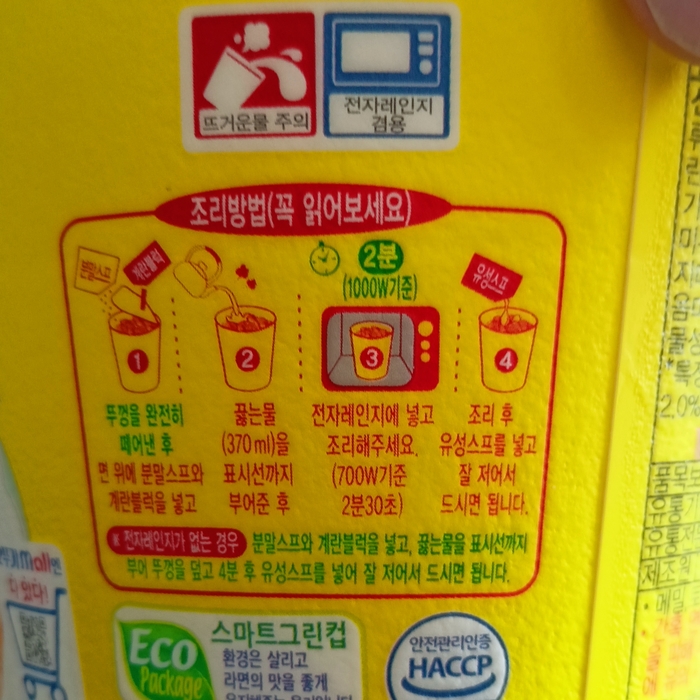 뜨거운물 주의
전자레인지
겸용
조리방법(꼭 읽어보세요)
분말스프
계란블럭
2분
(1000W기준)
유성스프
1
2
3
4
뚜껑을 완전히
떼어낸 후
면 위에 분말스프와
계란블럭을 넣고
끓는물
(370㎖)을
표시선까지
부어준 후
전자레인지에 넣고
조리해주세요.
(700W기준
2분30초)
조리 후
유성스프를 넣고
잘 저어서
드시면 됩니다.
※ 전자레인지가 없는 경우 분말스프와 계란블럭을 넣고, 끓는물을 표시선까지
부어 뚜껑을 덮고 4분 후 유성스프를 넣어 잘 저어서 드시면 됩니다.
Eco
Package
스마트그린컵
환경은 살리고
라면의 맛을 좋게
안전관리인증
HACCP
mall
다 있다!
2.0%